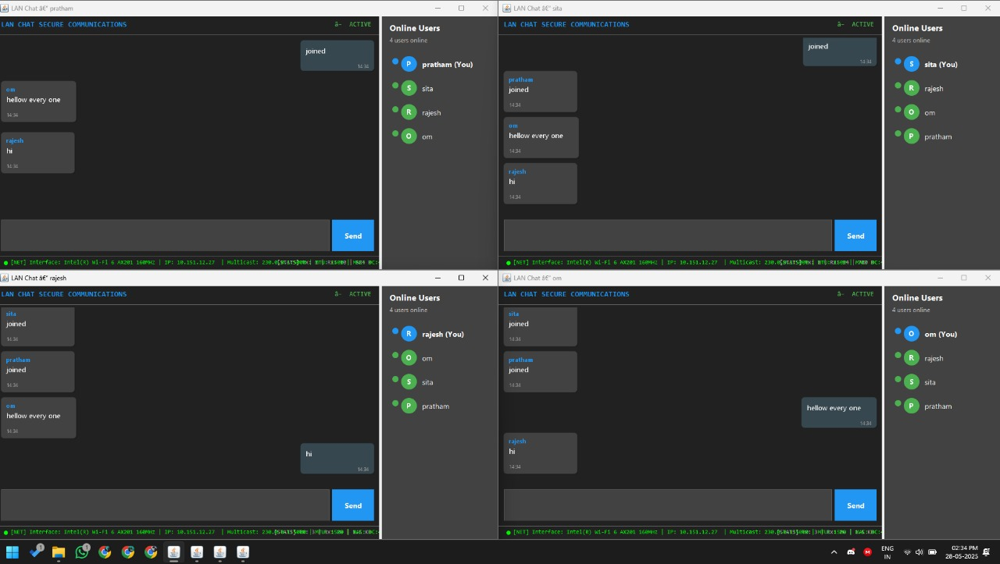 LAN Chat â€" pratham
LAN CHAT SECURE COMMUNICATIONS
â— ACTIVE
joined
14:34
om
hellow every one
14:34
rajesh
hi
14:34
Send
[NET] Interface: Intel(R) Wi-Fi 6 AX201 160MHz | IP: 10.151.12.27 | Multicast: 230.0
Online Users
4 users online
P pratham (You)
S sita
R rajesh
O om
LAN Chat â€" sita
LAN CHAT SECURE COMMUNICATIONS
â— ACTIVE
joined
14:34
pratham
joined
14:34
om
hellow every one
14:34
rajesh
hi
14:34
Send
[NET] Interface: Intel(R) Wi-Fi 6 AX201 160MHz | IP: 10.151.12.27 | Multicast: 230.0
Online Users
4 users online
S sita (You)
R rajesh
O om
P pratham
LAN Chat â€" rajesh
LAN CHAT SECURE COMMUNICATIONS
â— ACTIVE
sita
joined
14:34
pratham
joined
14:34
om
hellow every one
14:34
hi
14:34
Send
[NET] Interface: Intel(R) Wi-Fi 6 AX201 160MHz | IP: 10.151.12.27 | Multicast: 230.0
Online Users
4 users online
R rajesh (You)
O om
S sita
P pratham
LAN Chat â€" om
LAN CHAT SECURE COMMUNICATIONS
â— ACTIVE
sita
joined
14:34
pratham
joined
14:34
hellow every one
14:34
rajesh
hi
14:34
Send
[NET] Interface: Intel(R) Wi-Fi 6 AX201 160MHz | IP: 10.151.12.27 | Multicast: 230.0
Online Users
4 users online
O om (You)
R rajesh
S sita
P pratham
1
1
M
ENG
IN
02:34 PM
28-05-2025